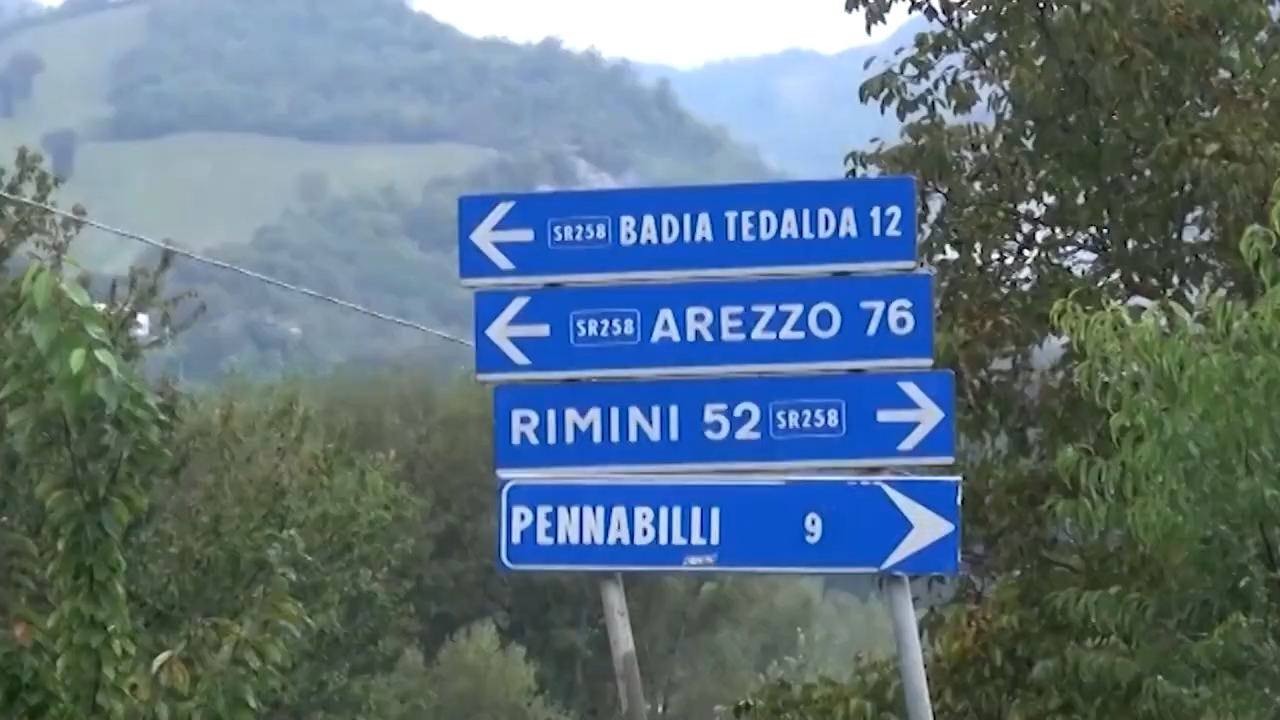 SR258 BADIA TEDALDA 12
SR258 AREZZO 76
RIMINI 52 SR258
PENNABILLI 9